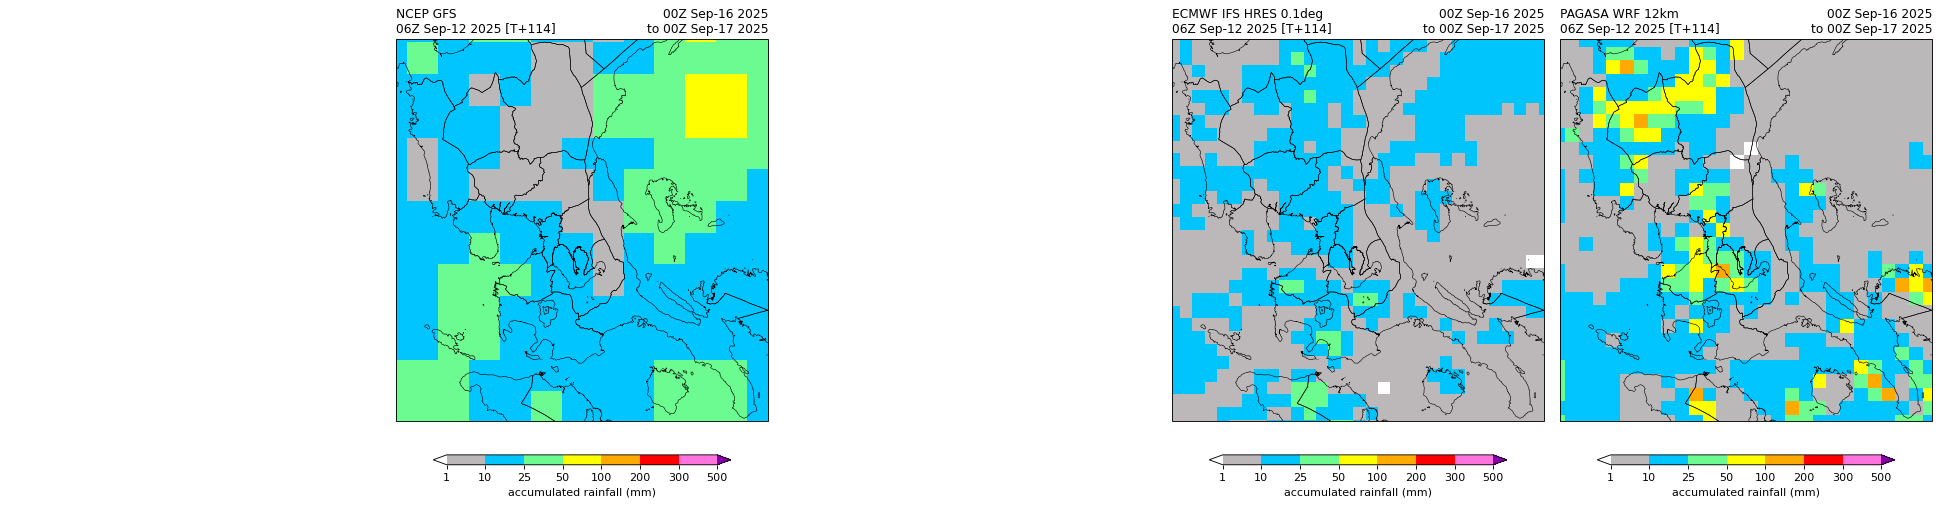 NCEP GFS 00Z Sep-16 2025
06Z Sep-12 2025 [T+114] to 00Z Sep-17 2025
1 10 25 50 100 200 300 500
accumulated rainfall (mm)
ECMWF IFS HRES 0.1deg 00Z Sep-16 2025
06Z Sep-12 2025 [T+114] to 00Z Sep-17 2025
1 10 25 50 100 200 300 500
accumulated rainfall (mm)
PAGASA WRF 12km 00Z Sep-16 2025
06Z Sep-12 2025 [T+114] to 00Z Sep-17 2025
1 10 25 50 100 200 300 500
accumulated rainfall (mm)